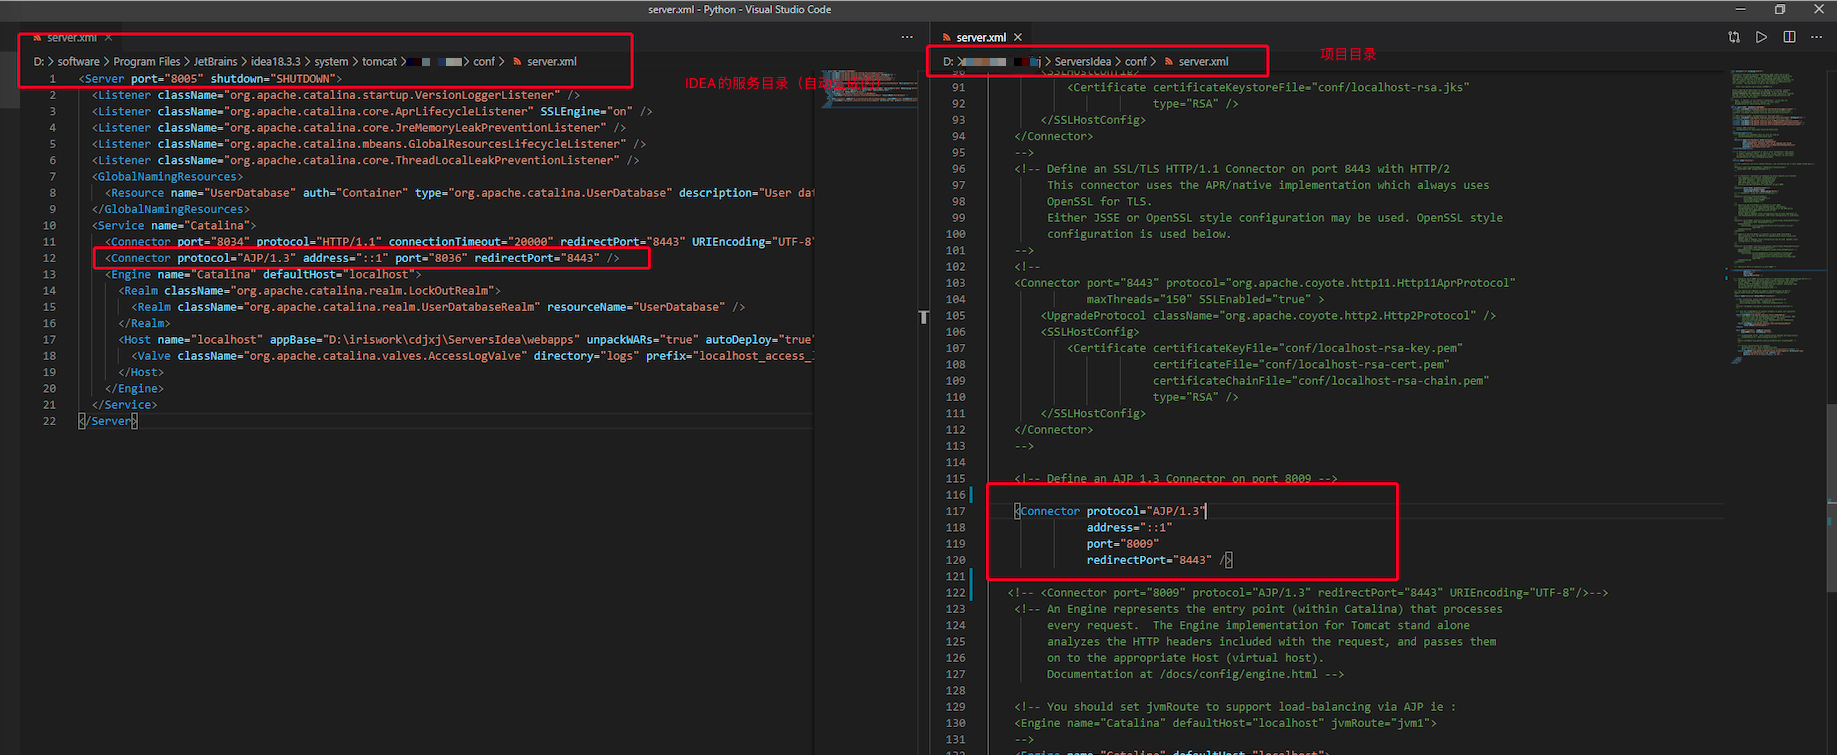 server.xml - Python - Visual Studio Code
server.xml
D: > software > Program Files > JetBrains > idea18.3.3 > system > tomcat > conf > server.xml
IDEA的服务目录（自动
1 <Server port="8005" shutdown="SHUTDOWN">
2 <Listener className="org.apache.catalina.startup.VersionLoggerListener" />
3 <Listener className="org.apache.catalina.core.AprLifecycleListener" SSLEngine="on" />
4 <Listener className="org.apache.catalina.core.JreMemoryLeakPreventionListener" />
5 <Listener className="org.apache.catalina.mbeans.GlobalResourcesLifecycleListener" />
6 <Listener className="org.apache.catalina.core.ThreadLocalLeakPreventionListener" />
7 <GlobalNamingResources>
8 <Resource name="UserDatabase" auth="Container" type="org.apache.catalina.UserDatabase" description="User dat
9 </GlobalNamingResources>
10 <Service name="Catalina">
11 <Connector port="8034" protocol="HTTP/1.1" connectionTimeout="20000" redirectPort="8443" URIEncoding="UTF-8"
12 <Connector protocol="AJP/1.3" address="::1" port="8036" redirectPort="8443" />
13 <Engine name="Catalina" defaultHost="localhost">
14 <Realm className="org.apache.catalina.realm.LockOutRealm">
15 <Realm className="org.apache.catalina.realm.UserDatabaseRealm" resourceName="UserDatabase" />
16 </Realm>
17 <Host name="localhost" appBase="D:\iriswork\cdjxj\ServersIdea\webapps" unpackWARs="true" autoDeploy="true"
18 <Valve className="org.apache.catalina.valves.AccessLogValve" directory="logs" prefix="localhost_access_l
19 </Host>
20 </Engine>
21 </Service>
22 </Server>
server.xml
D: > j > ServersIdea > conf > server.xml
项目目录
90 <SSLHostConfig>
91 <Certificate certificateKeystoreFile="conf/localhost-rsa.jks"
92 type="RSA" />
93 </SSLHostConfig>
94 </Connector>
95 -->
96 <!-- Define an SSL/TLS HTTP/1.1 Connector on port 8443 with HTTP/2
97 This connector uses the APR/native implementation which always uses
98 OpenSSL for TLS.
99 Either JSSE or OpenSSL style configuration may be used. OpenSSL style
100 configuration is used below.
101 -->
102 <!--
103 <Connector port="8443" protocol="org.apache.coyote.http11.Http11AprProtocol"
104 maxThreads="150" SSLEnabled="true" >
105 <UpgradeProtocol className="org.apache.coyote.http2.Http2Protocol" />
106 <SSLHostConfig>
107 <Certificate certificateKeyFile="conf/localhost-rsa-key.pem"
108 certificateFile="conf/localhost-rsa-cert.pem"
109 certificateChainFile="conf/localhost-rsa-chain.pem"
110 type="RSA" />
111 </SSLHostConfig>
112 </Connector>
113 -->
114
115 <!-- Define an AJP 1.3 Connector on port 8009 -->
116
117 <Connector protocol="AJP/1.3"
118 address="::1"
119 port="8009"
120 redirectPort="8443" />
121
122 <!-- <Connector port="8009" protocol="AJP/1.3" redirectPort="8443" URIEncoding="UTF-8"/>-->
123 <!-- An Engine represents the entry point (within Catalina) that processes
124 every request. The Engine implementation for Tomcat stand alone
125 analyzes the HTTP headers included with the request, and passes them
126 on to the appropriate Host (virtual host).
127 Documentation at /docs/config/engine.html -->
128
129 <!-- You should set jvmRoute to support load-balancing via AJP ie :
130 <Engine name="Catalina" defaultHost="localhost" jvmRoute="jvm1">
131 -->
132 <Engine name="Catalina" defaultHost="localhost">